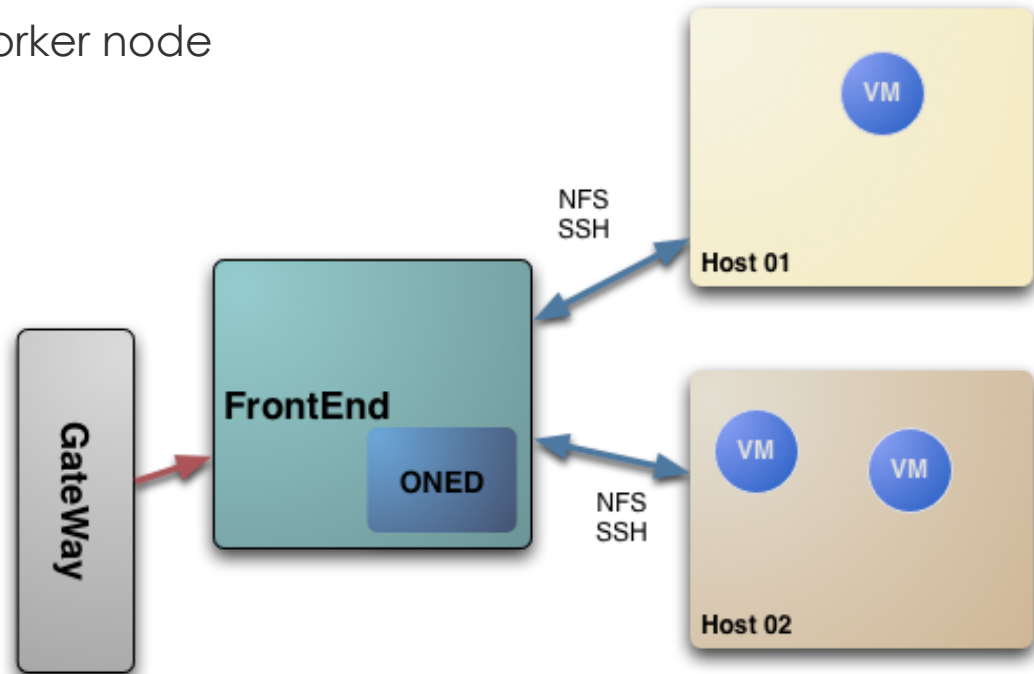 orker node
VM
NFS
SSH
Host 01
FrontEnd
ONED
GateWay
VM
VM
NFS
SSH
Host 02